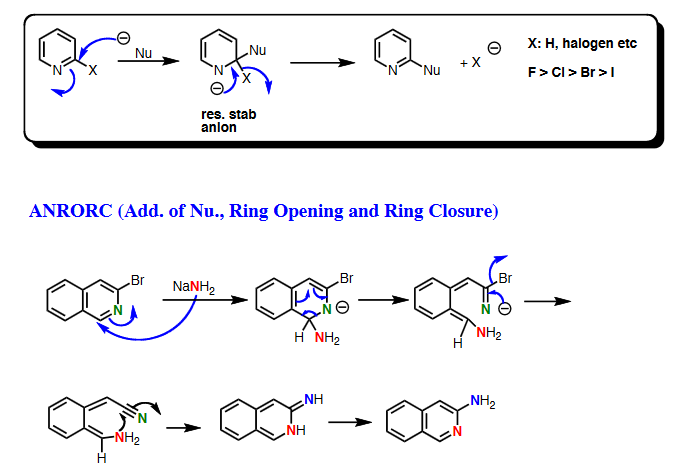 Nu
N
X
Nu
N
X
res. stab
anion
N
Nu
+ X
X: H, halogen etc
F > Cl > Br > I
ANRORC (Add. of Nu., Ring Opening and Ring Closure)
Br
N
NaNH₂
Br
N
H NH₂
Br
N
NH₂
H
N
NH₂
H
NH
NH
NH₂
N